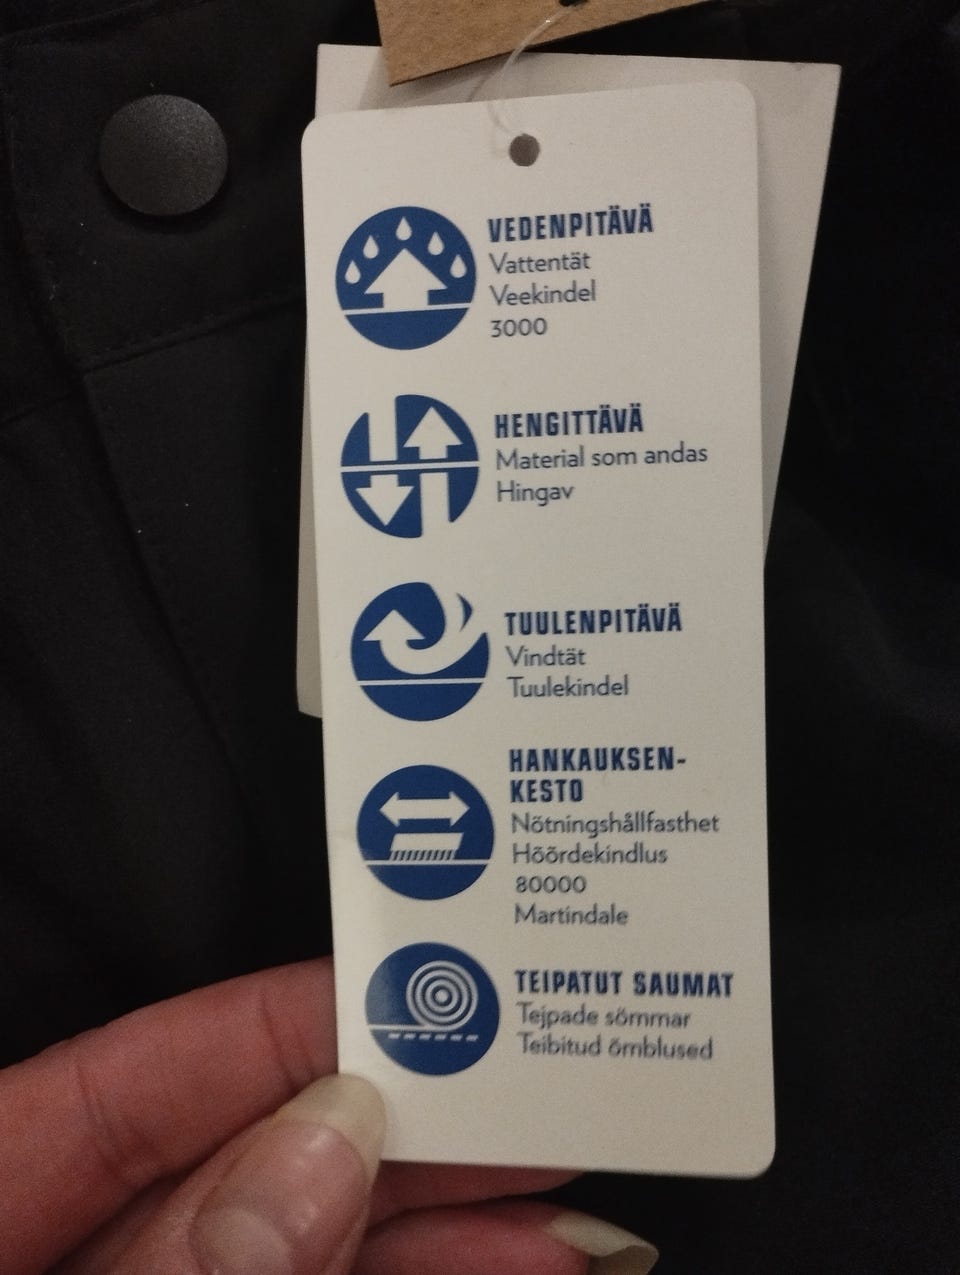 VEDENPITÄVÄ
Vattentät
Veekindel
3000
HENGITTÄVÄ
Material som andas
Hingav
TUULENPITÄVÄ
Vindtät
Tuulekindel
HANKAUKSEN-
KESTO
Nötningshållfasthet
Höördekindlus
80000
Martindale
TEIPATUT SAUMAT
Tejpade sömmar
Teibitud õmblused